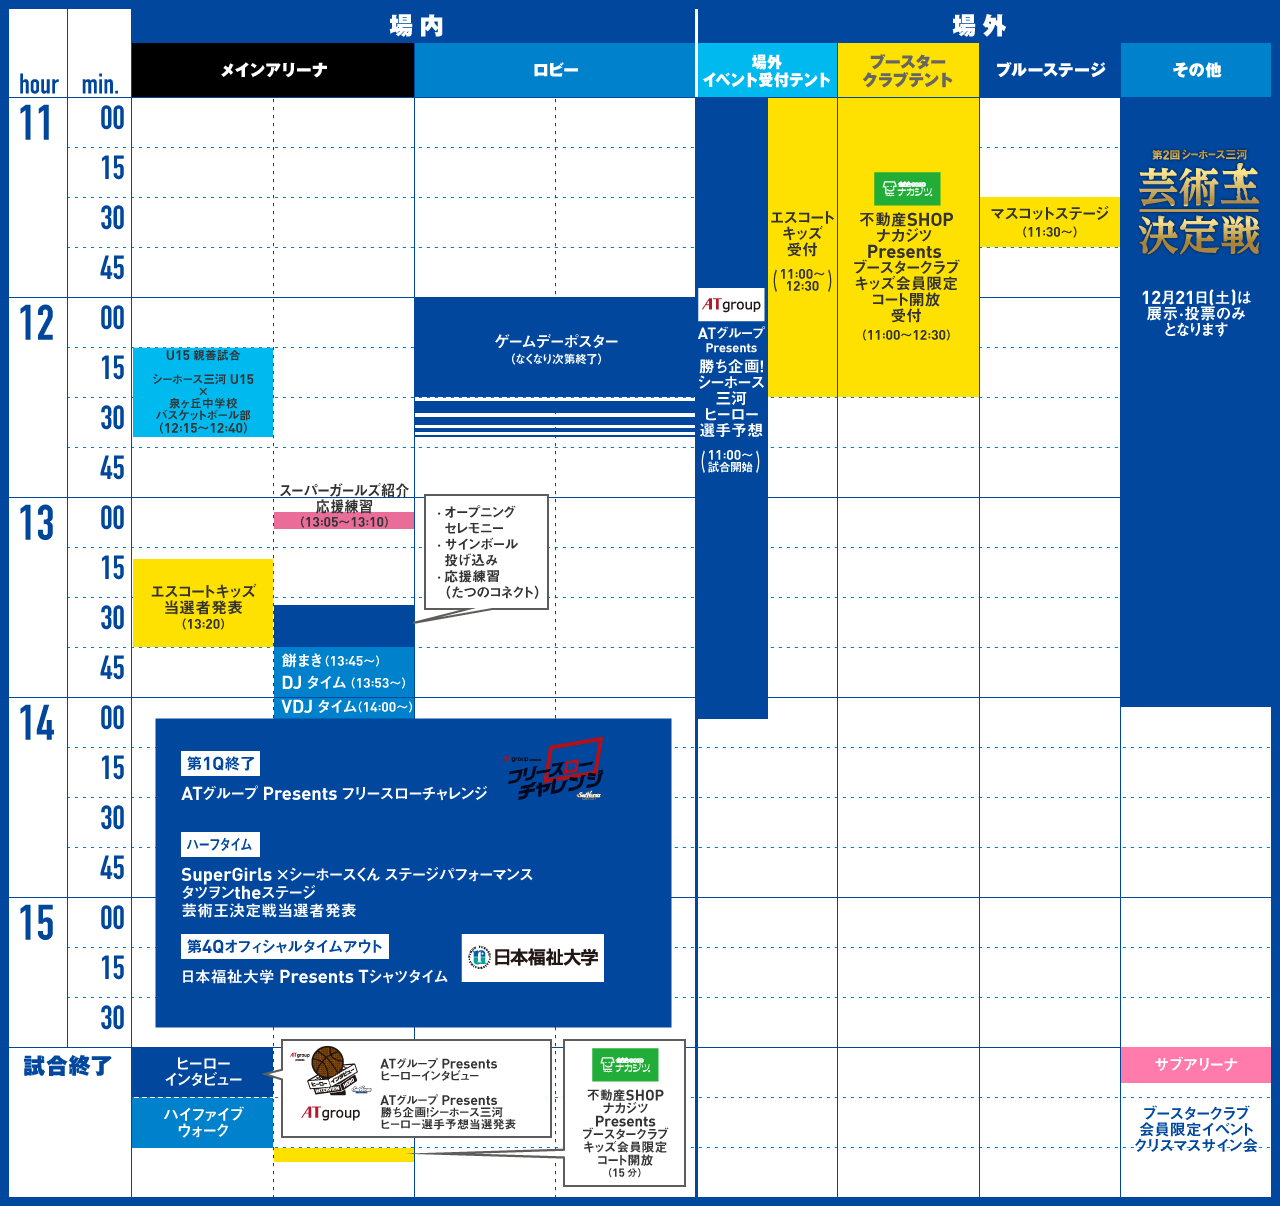 場内
場外
hour
min.
メインアリーナ
ロビー
場外
イベント受付テント
ブースター
クラブテント
ブルーステージ
その他
11
00
15
30
45
12
00
15
30
45
13
00
15
30
45
14
00
15
30
45
15
00
15
30
試合終了
U15 親善試合
シーホース三河 U15
×
泉ヶ丘中学校
バスケットボール部
(12:15〜12:40)
スーパーガールズ紹介
応援練習
(13:05〜13:10)
エスコートキッズ
当選者発表
(13:20)
・オープニング
セレモニー
・サインボール
投げ込み
・応援練習
(たつのコネクト)
餅まき(13:45〜)
DJ タイム (13:53〜)
VDJ タイム(14:00〜)
ゲームデーポスター
(なくなり次第終了)
ATgroup
ATグループ
Presents
勝ち企画!
シーホース
三河
ヒーロー
選手予想
(11:00〜
試合開始)
エスコート
キッズ
受付
(11:00〜
12:30)
ナカジツ
不動産SHOP
ナカジツ
Presents
ブースタークラブ
キッズ会員限定
コート開放
受付
(11:00〜12:30)
マスコットステージ
(11:30〜)
第2回 シーホース三河
芸術王
決定戦
12月21日(土)は
展示・投票のみ
となります
第1Q終了
ATグループ Presents フリースローチャレンジ
フリースロー
チャレンジ
ハーフタイム
SuperGirls ×シーホースくん ステージパフォーマンス
タツヲンtheステージ
芸術王決定戦当選者発表
第4Qオフィシャルタイムアウト
日本福祉大学 Presents Tシャツタイム
日本福祉大学
ヒーロー
インタビュー
ハイファイブ
ウォーク
ATgroup
ヒーロー インタビュー
ATgroup
ATグループ Presents
ヒーローインタビュー
ATグループ Presents
勝ち企画!シーホース三河
ヒーロー選手予想当選発表
ナカジツ
不動産SHOP
ナカジツ
Presents
ブースタークラブ
キッズ会員限定
コート開放
(15 分)
サブアリーナ
ブースタークラブ
会員限定イベント
クリスマスサイン会